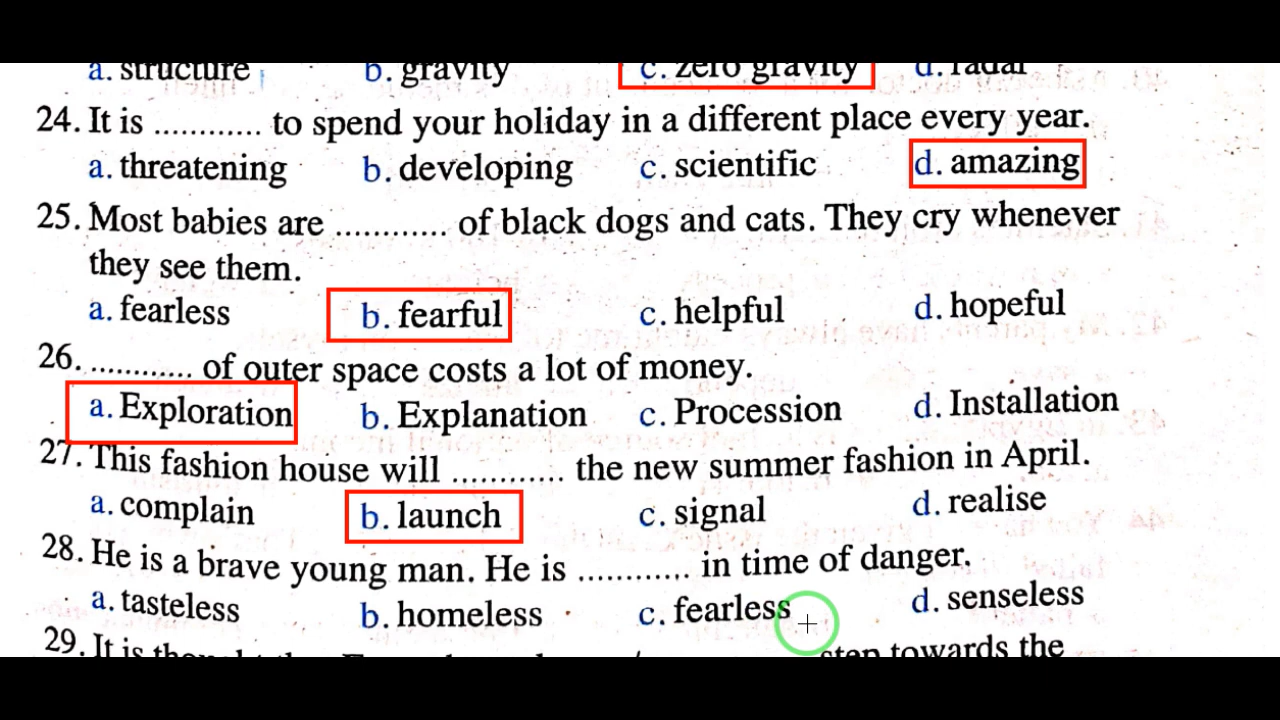 a. structure b. gravity c. zero gravity d. radar
24. It is ............ to spend your holiday in a different place every year.
a. threatening b. developing c. scientific d. amazing
25. Most babies are ............ of black dogs and cats. They cry whenever
they see them.
a. fearless b. fearful c. helpful d. hopeful
26. ............ of outer space costs a lot of money.
a. Exploration b. Explanation c. Procession d. Installation
27. This fashion house will ............ the new summer fashion in April.
a. complain b. launch c. signal d. realise
28. He is a brave young man. He is ............ in time of danger.
a. tasteless b. homeless c. fearless d. senseless
29. It is step towards the